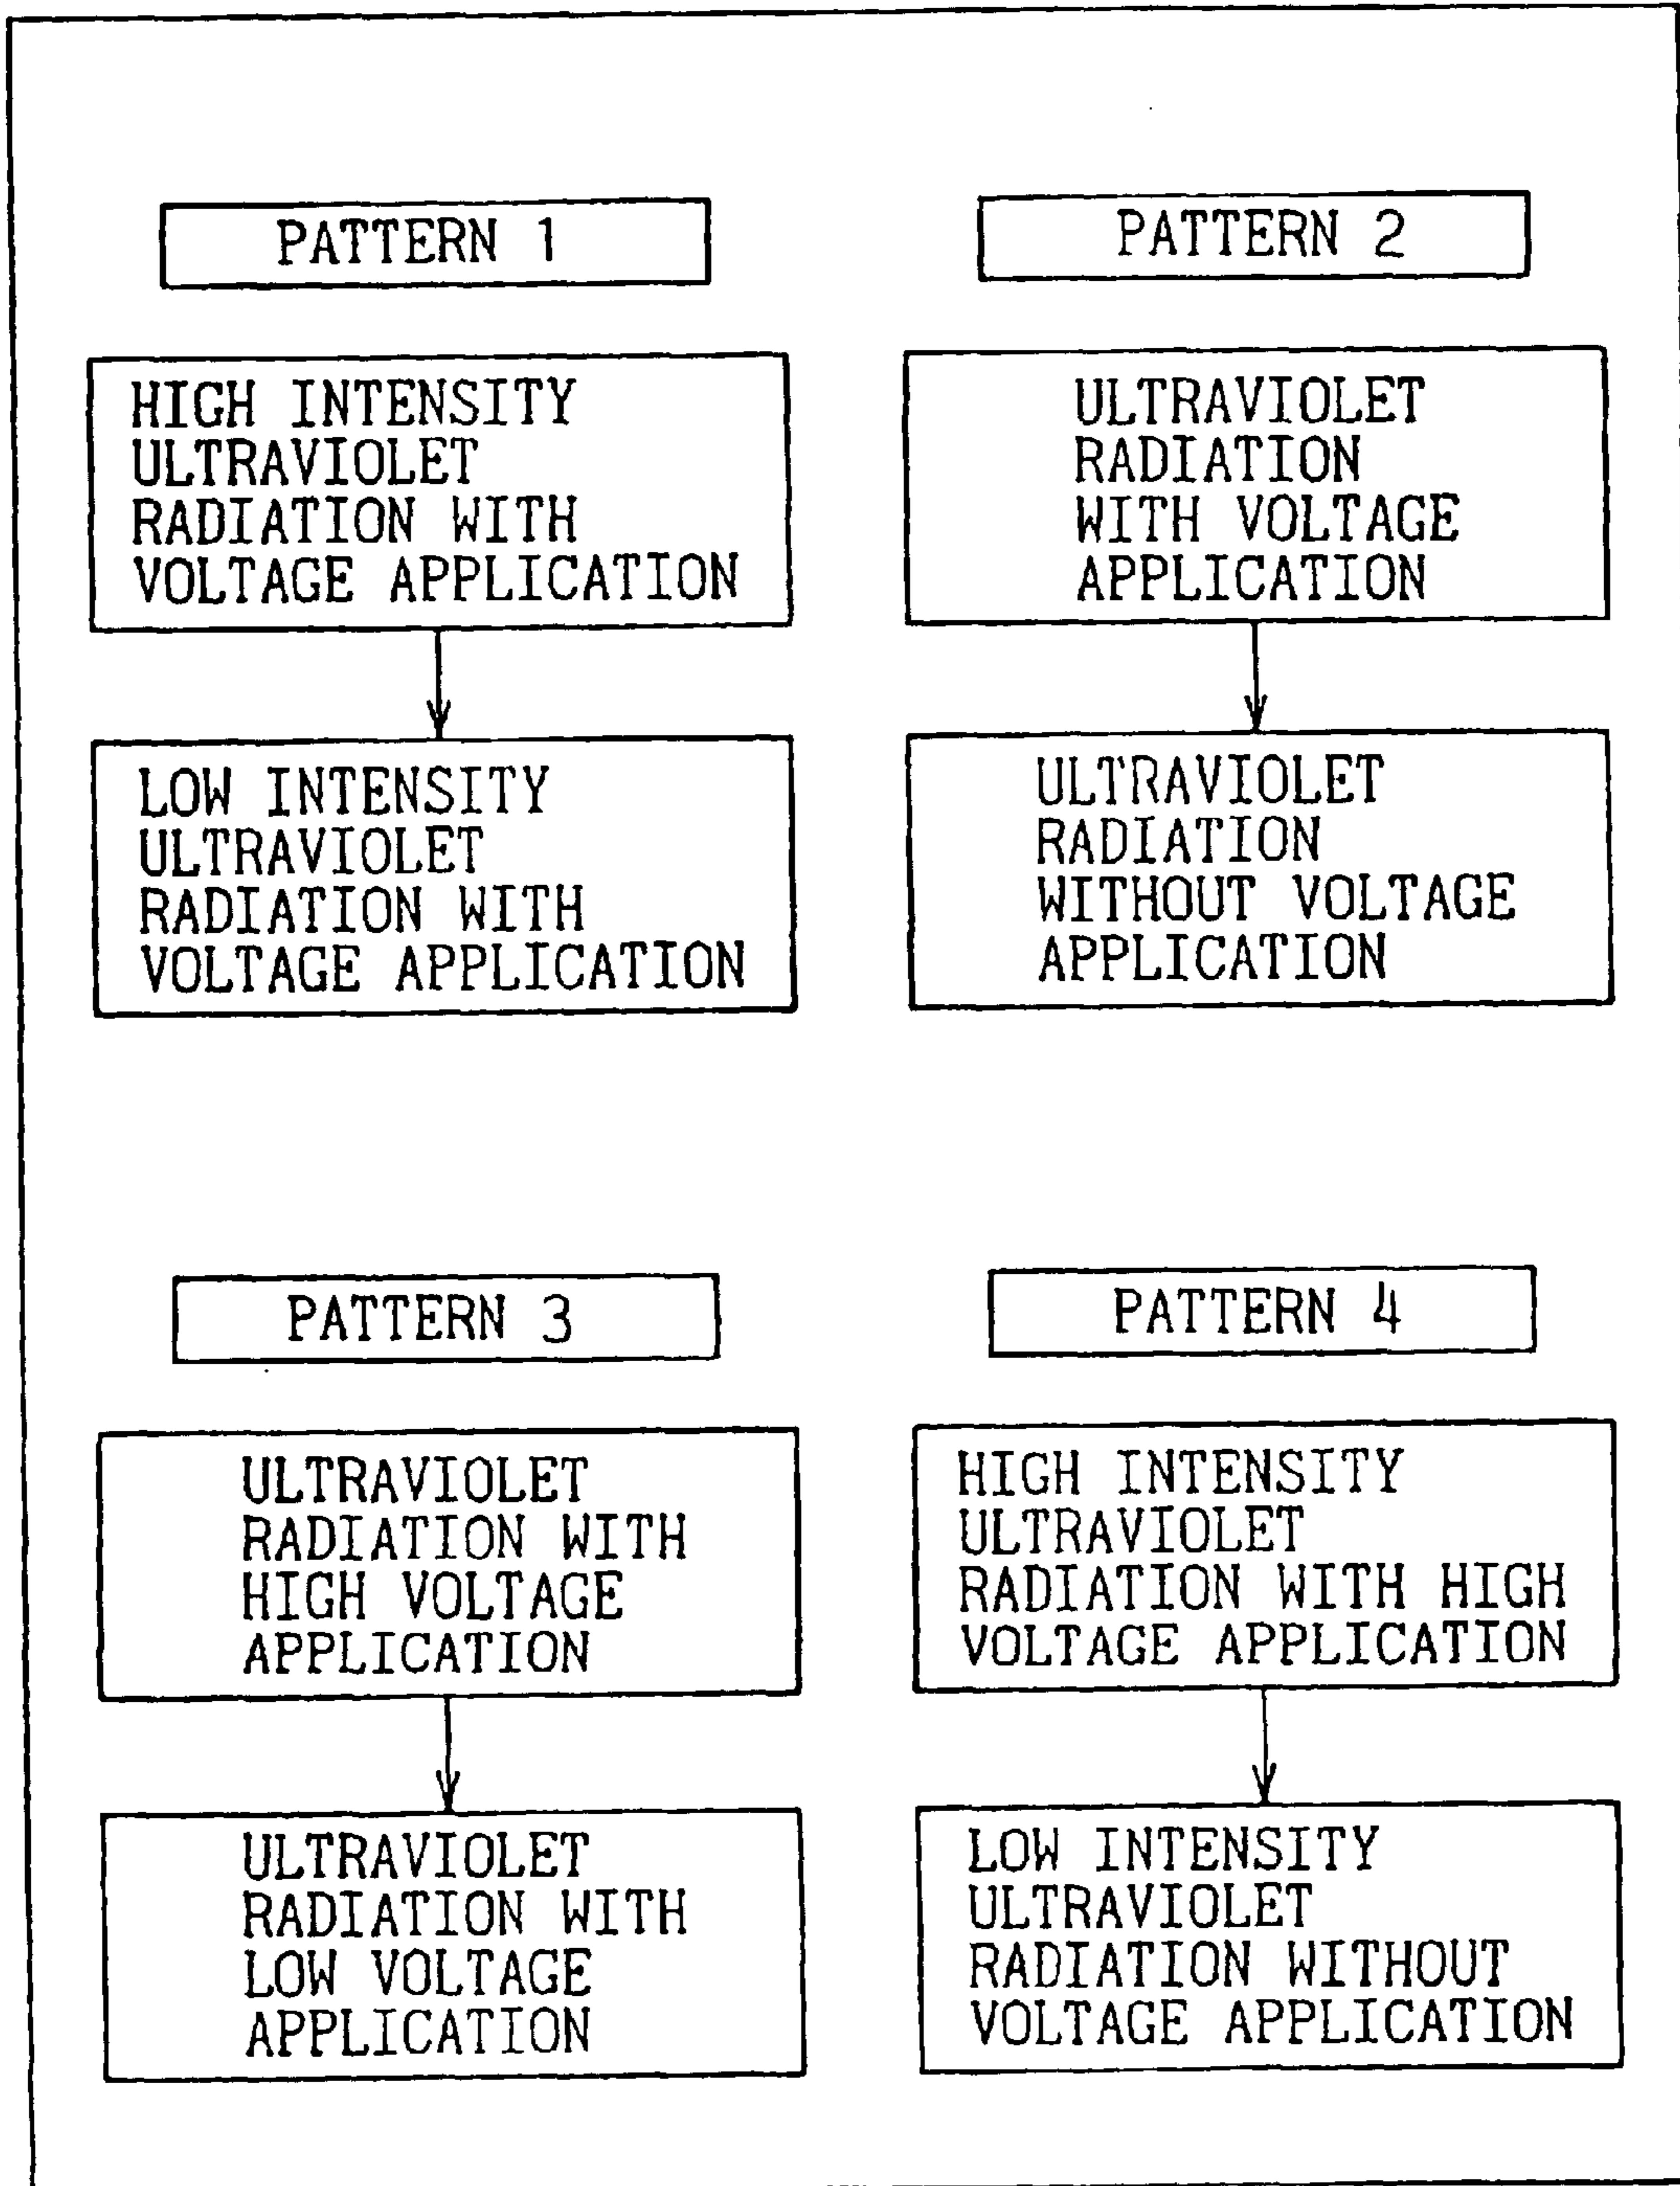 PATTERN 1
HIGH INTENSITY
ULTRAVIOLET
RADIATION WITH
VOLTAGE APPLICATION
LOW INTENSITY
ULTRAVIOLET
RADIATION WITH
VOLTAGE APPLICATION
PATTERN 2
ULTRAVIOLET
RADIATION
WITH VOLTAGE
APPLICATION
ULTRAVIOLET
RADIATION
WITHOUT VOLTAGE
APPLICATION
PATTERN 3
ULTRAVIOLET
RADIATION WITH
HIGH VOLTAGE
APPLICATION
ULTRAVIOLET
RADIATION WITH
LOW VOLTAGE
APPLICATION
PATTERN 4
HIGH INTENSITY
ULTRAVIOLET
RADIATION WITH HIGH
VOLTAGE APPLICATION
LOW INTENSITY
ULTRAVIOLET
RADIATION WITHOUT
VOLTAGE APPLICATION